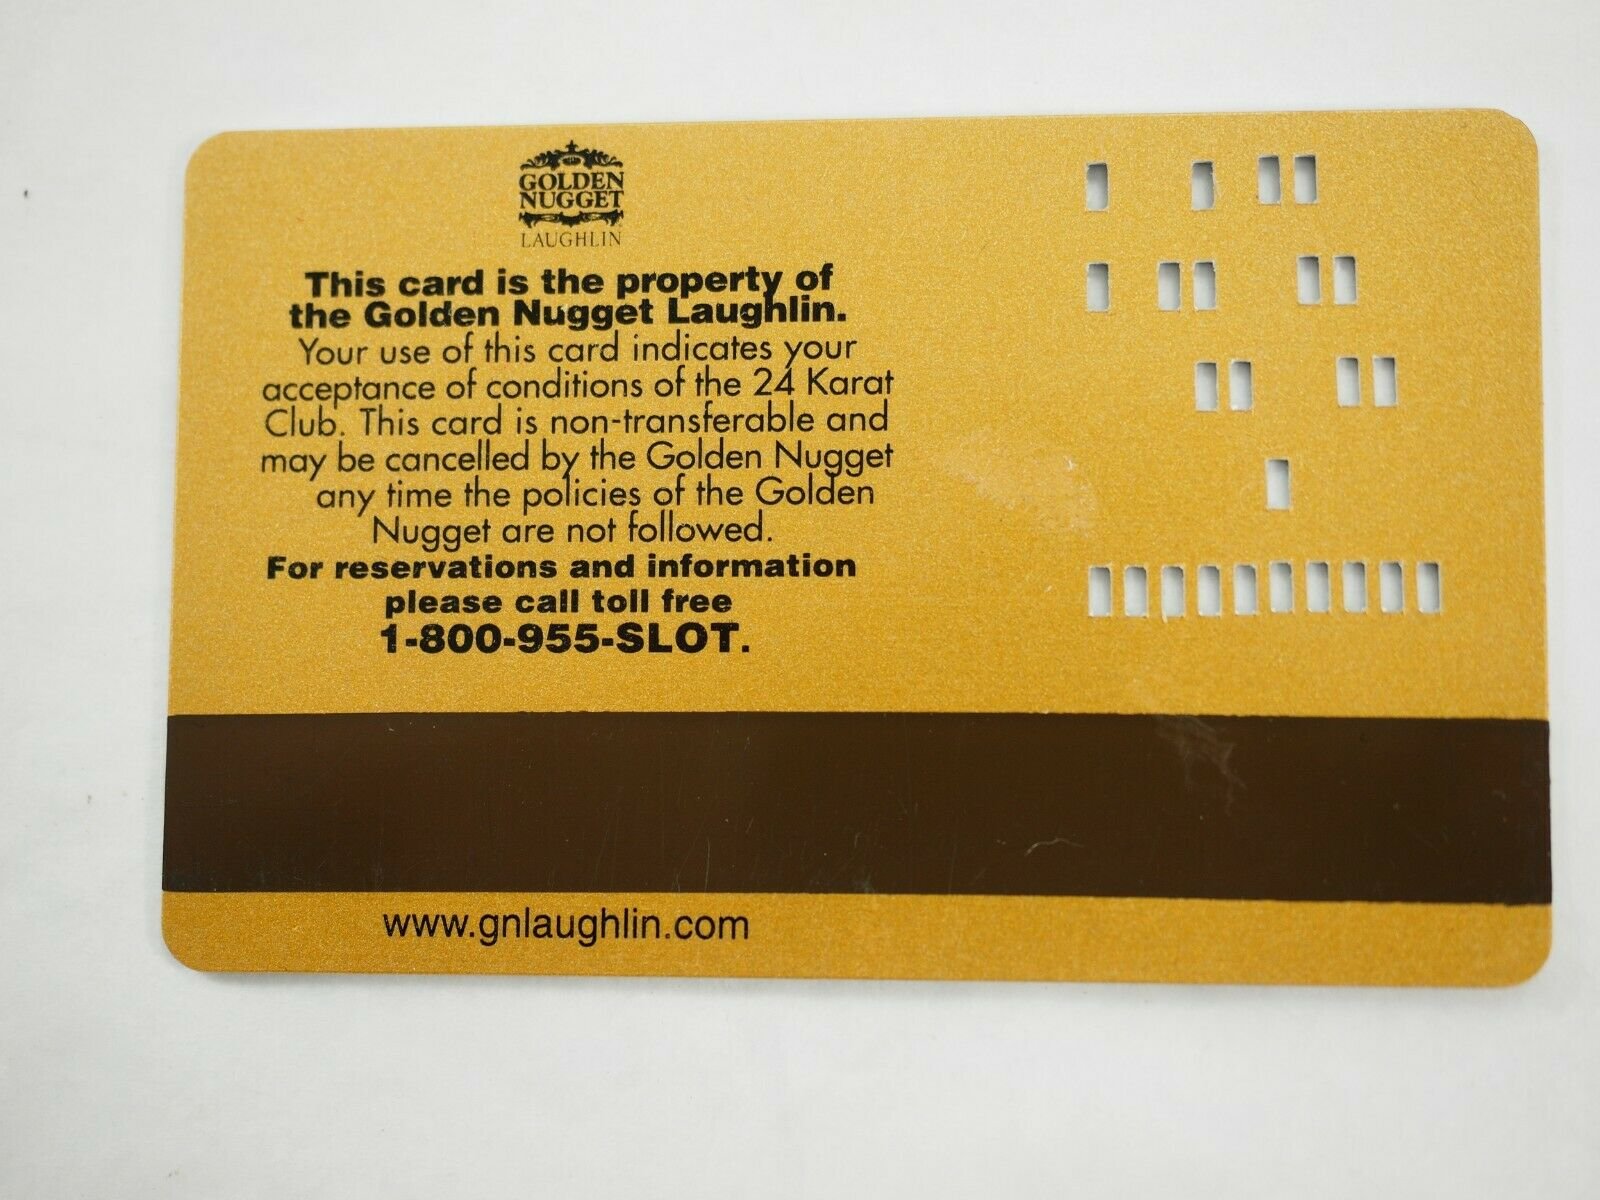 GOLDEN
NUGGET
LAUGHLIN
This card is the property of
the Golden Nugget Laughlin.
Your use of this card indicates your
acceptance of conditions of the 24 Karat
Club. This card is non-transferable and
may be cancelled by the Golden Nugget
any time the policies of the Golden
Nugget are not followed.
For reservations and information
please call toll free
1-800-955-SLOT.
www.gnlaughlin.com